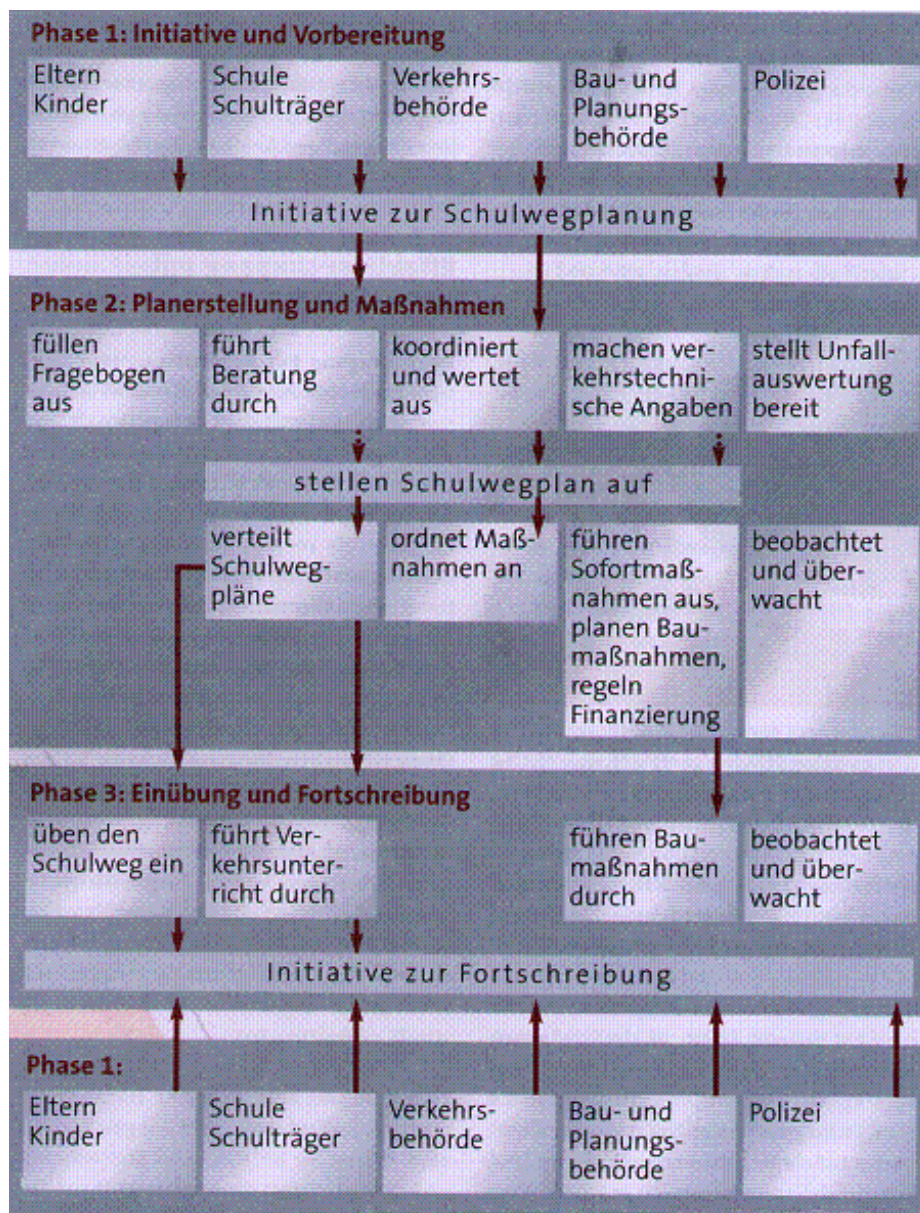 Phase 1: Initiative und Vorbereitung
Eltern
Kinder
Schule
Schulträger
Verkehrs-
behörde
Bau- und
Planungs-
behörde
Polizei
Initiative zur Schulwegplanung
Phase 2: Planerstellung und Maßnahmen
füllen
Fragebogen
aus
führt
Beratung
durch
koordiniert
und wertet
aus
machen ver-
kehrstechni-
sche Angaben
stellt Unfall-
auswertung
bereit
stellen Schulwegplan auf
verteilt
Schulweg-
pläne
ordnet Maß-
nahmen an
führen
Sofortmaß-
nahmen aus,
planen Bau-
maßnahmen,
regeln
Finanzierung
beobachtet
und über-
wacht
Phase 3: Einübung und Fortschreibung
üben den
Schulweg ein
führt Ver-
kehrsunter-
richt durch
führen Bau-
maßnahmen
durch
beobachtet
und über-
wacht
Initiative zur Fortschreibung
Phase 1:
Eltern
Kinder
Schule
Schulträger
Verkehrs-
behörde
Bau- und
Planungs-
behörde
Polizei